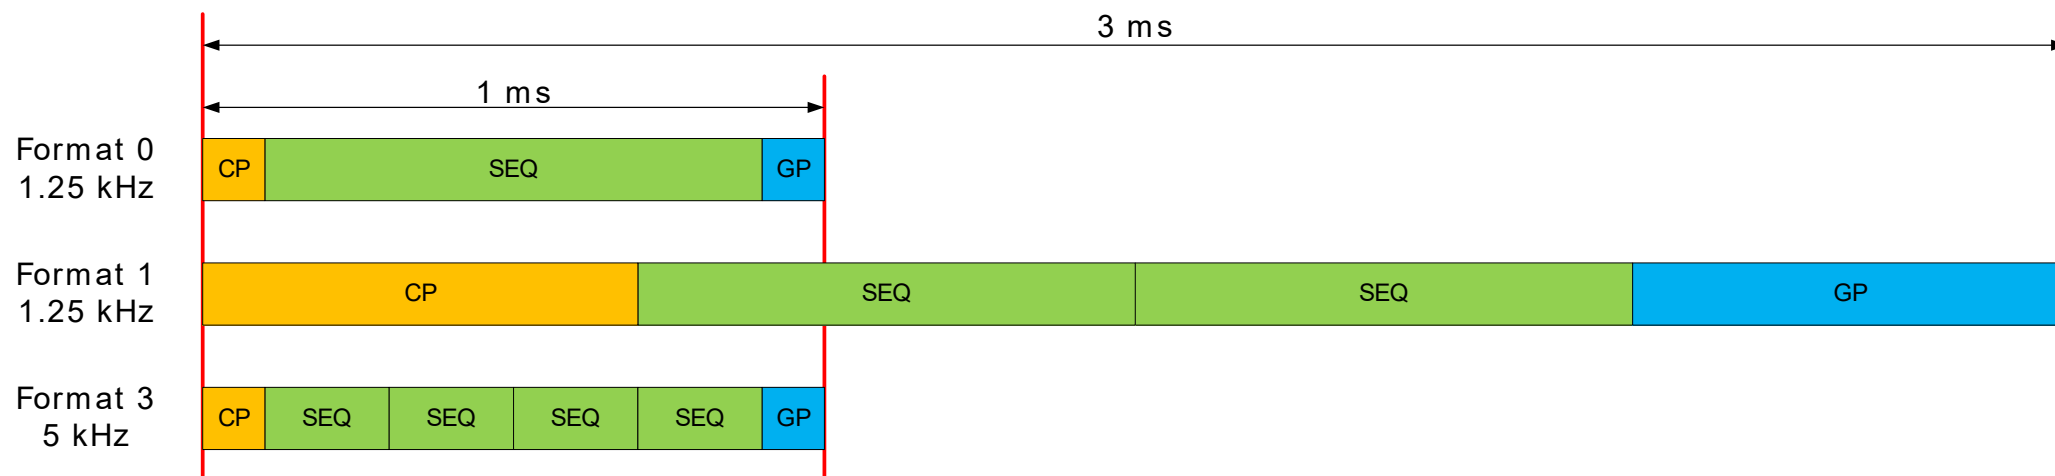 3 ms
1 ms
Format 0
1.25 kHz
CP SEQ GP
Format 1
1.25 kHz
CP SEQ SEQ GP
Format 3
5 kHz
CP SEQ SEQ SEQ SEQ GP